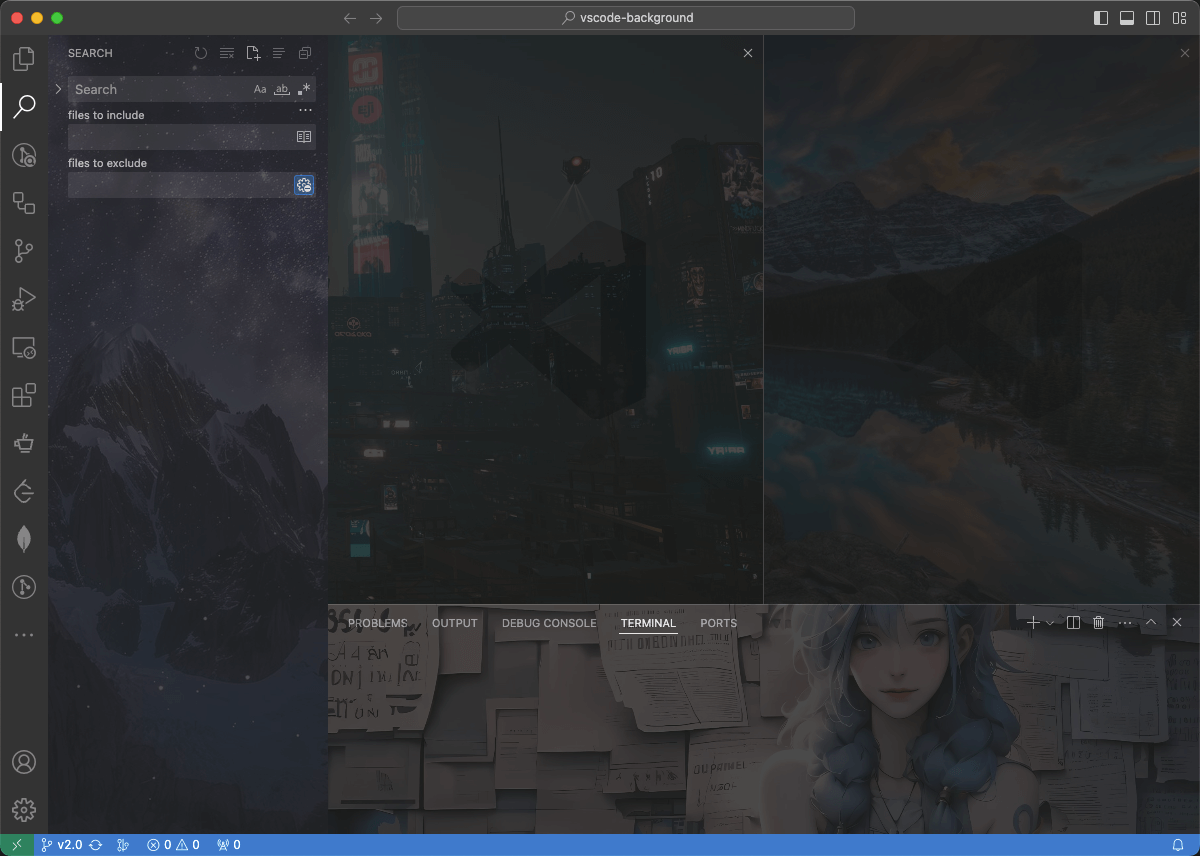 vscode-background
SEARCH
Search
Aa
ab
.*
files to include
files to exclude
10
PROBLEMS
OUTPUT
DEBUG CONSOLE
TERMINAL
PORTS
v2.0
0
0
0